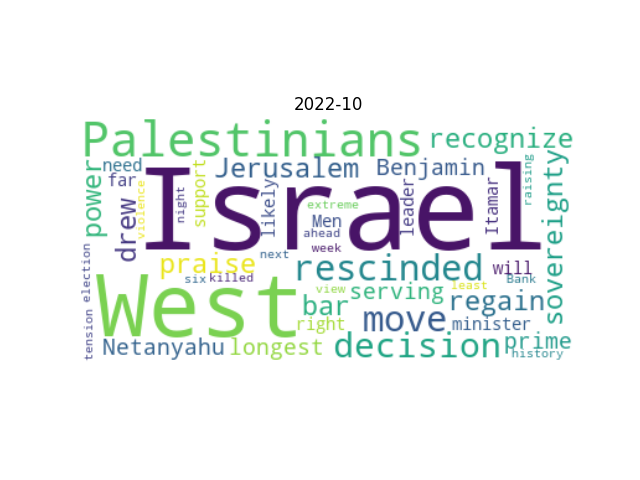 2022-10
Palestinians
recognize
need
far
power
drew
violence
Israel
night
support
Jerusalem
Benjamin
likely
extreme
Men
ahead
week
leader
Itamar
raising
sovereignty
praise
West
six
killed
next
rescinded
will
Bank
view
serving
least
bar
regain
right
move
minister
tension
election
Netanyahu
longest
decision
prime
history